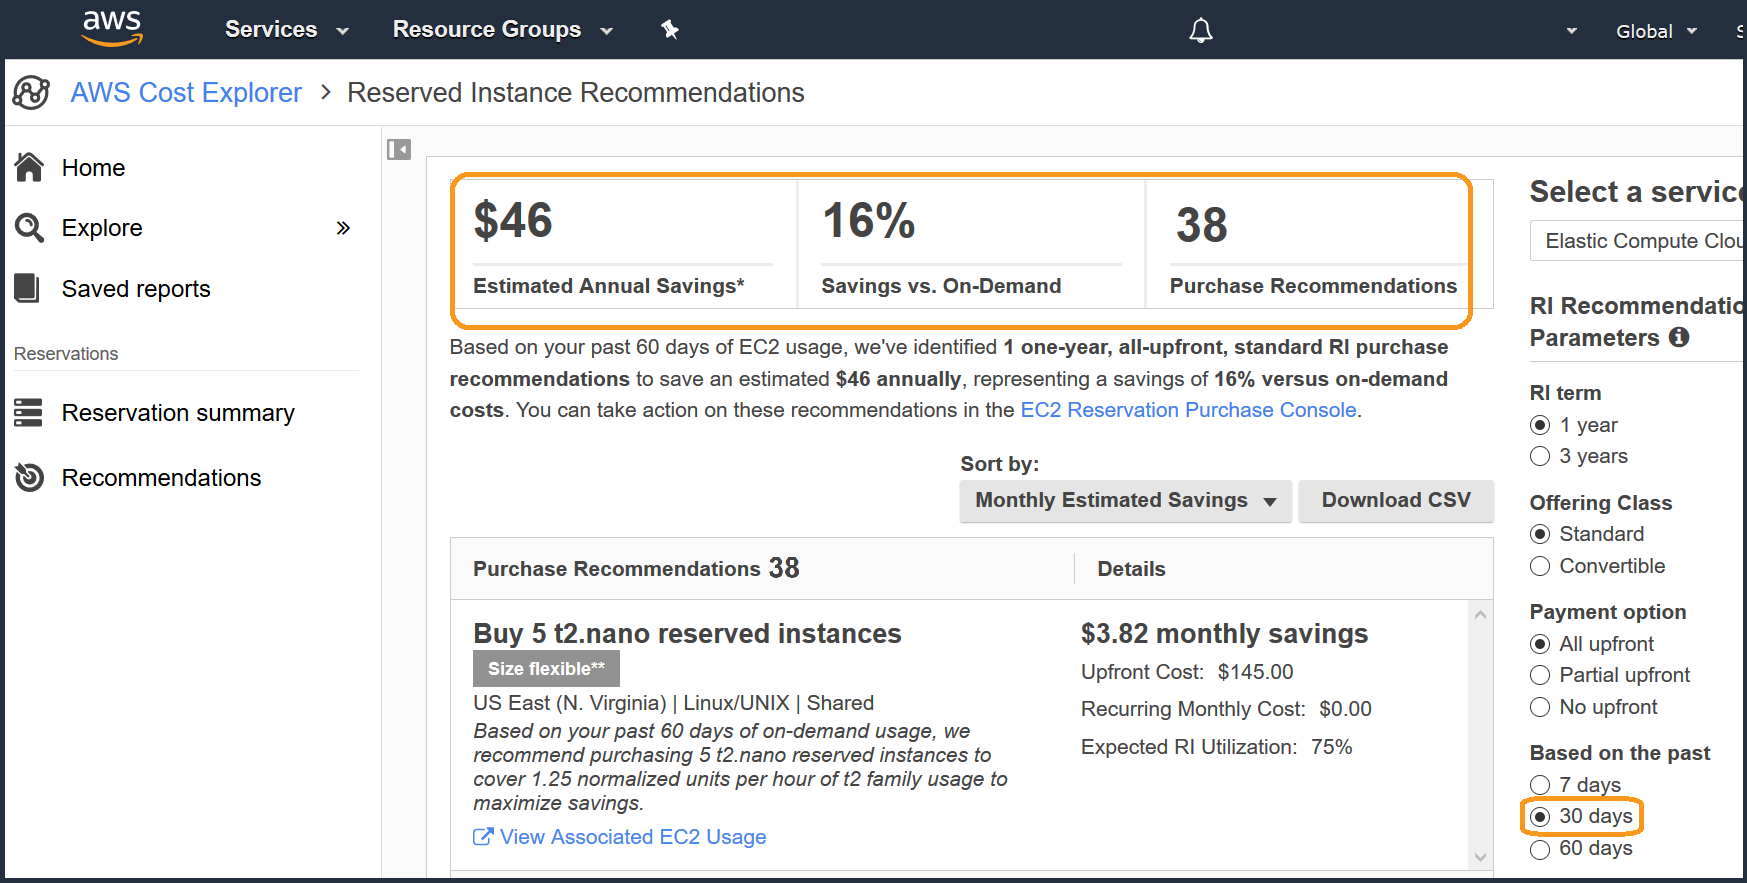 aws Services Resource Groups Global
AWS Cost Explorer > Reserved Instance Recommendations
Home
Explore »
Saved reports
Reservations
Reservation summary
Recommendations
$46 16% 38
Estimated Annual Savings* Savings vs. On-Demand Purchase Recommendations
Based on your past 60 days of EC2 usage, we've identified 1 one-year, all-upfront, standard RI purchase
recommendations to save an estimated $46 annually, representing a savings of 16% versus on-demand
costs. You can take action on these recommendations in the EC2 Reservation Purchase Console.
Sort by:
Monthly Estimated Savings Download CSV
Purchase Recommendations 38 Details
Buy 5 t2.nano reserved instances
Size flexible**
US East (N. Virginia) | Linux/UNIX | Shared
Based on your past 60 days of on-demand usage, we
recommend purchasing 5 t2.nano reserved instances to
cover 1.25 normalized units per hour of t2 family usage to
maximize savings.
View Associated EC2 Usage
$3.82 monthly savings
Upfront Cost: $145.00
Recurring Monthly Cost: $0.00
Expected RI Utilization: 75%
Select a service
Elastic Compute Clou
RI Recommendatio
Parameters
RI term
1 year
3 years
Offering Class
Standard
Convertible
Payment option
All upfront
Partial upfront
No upfront
Based on the past
7 days
30 days
60 days